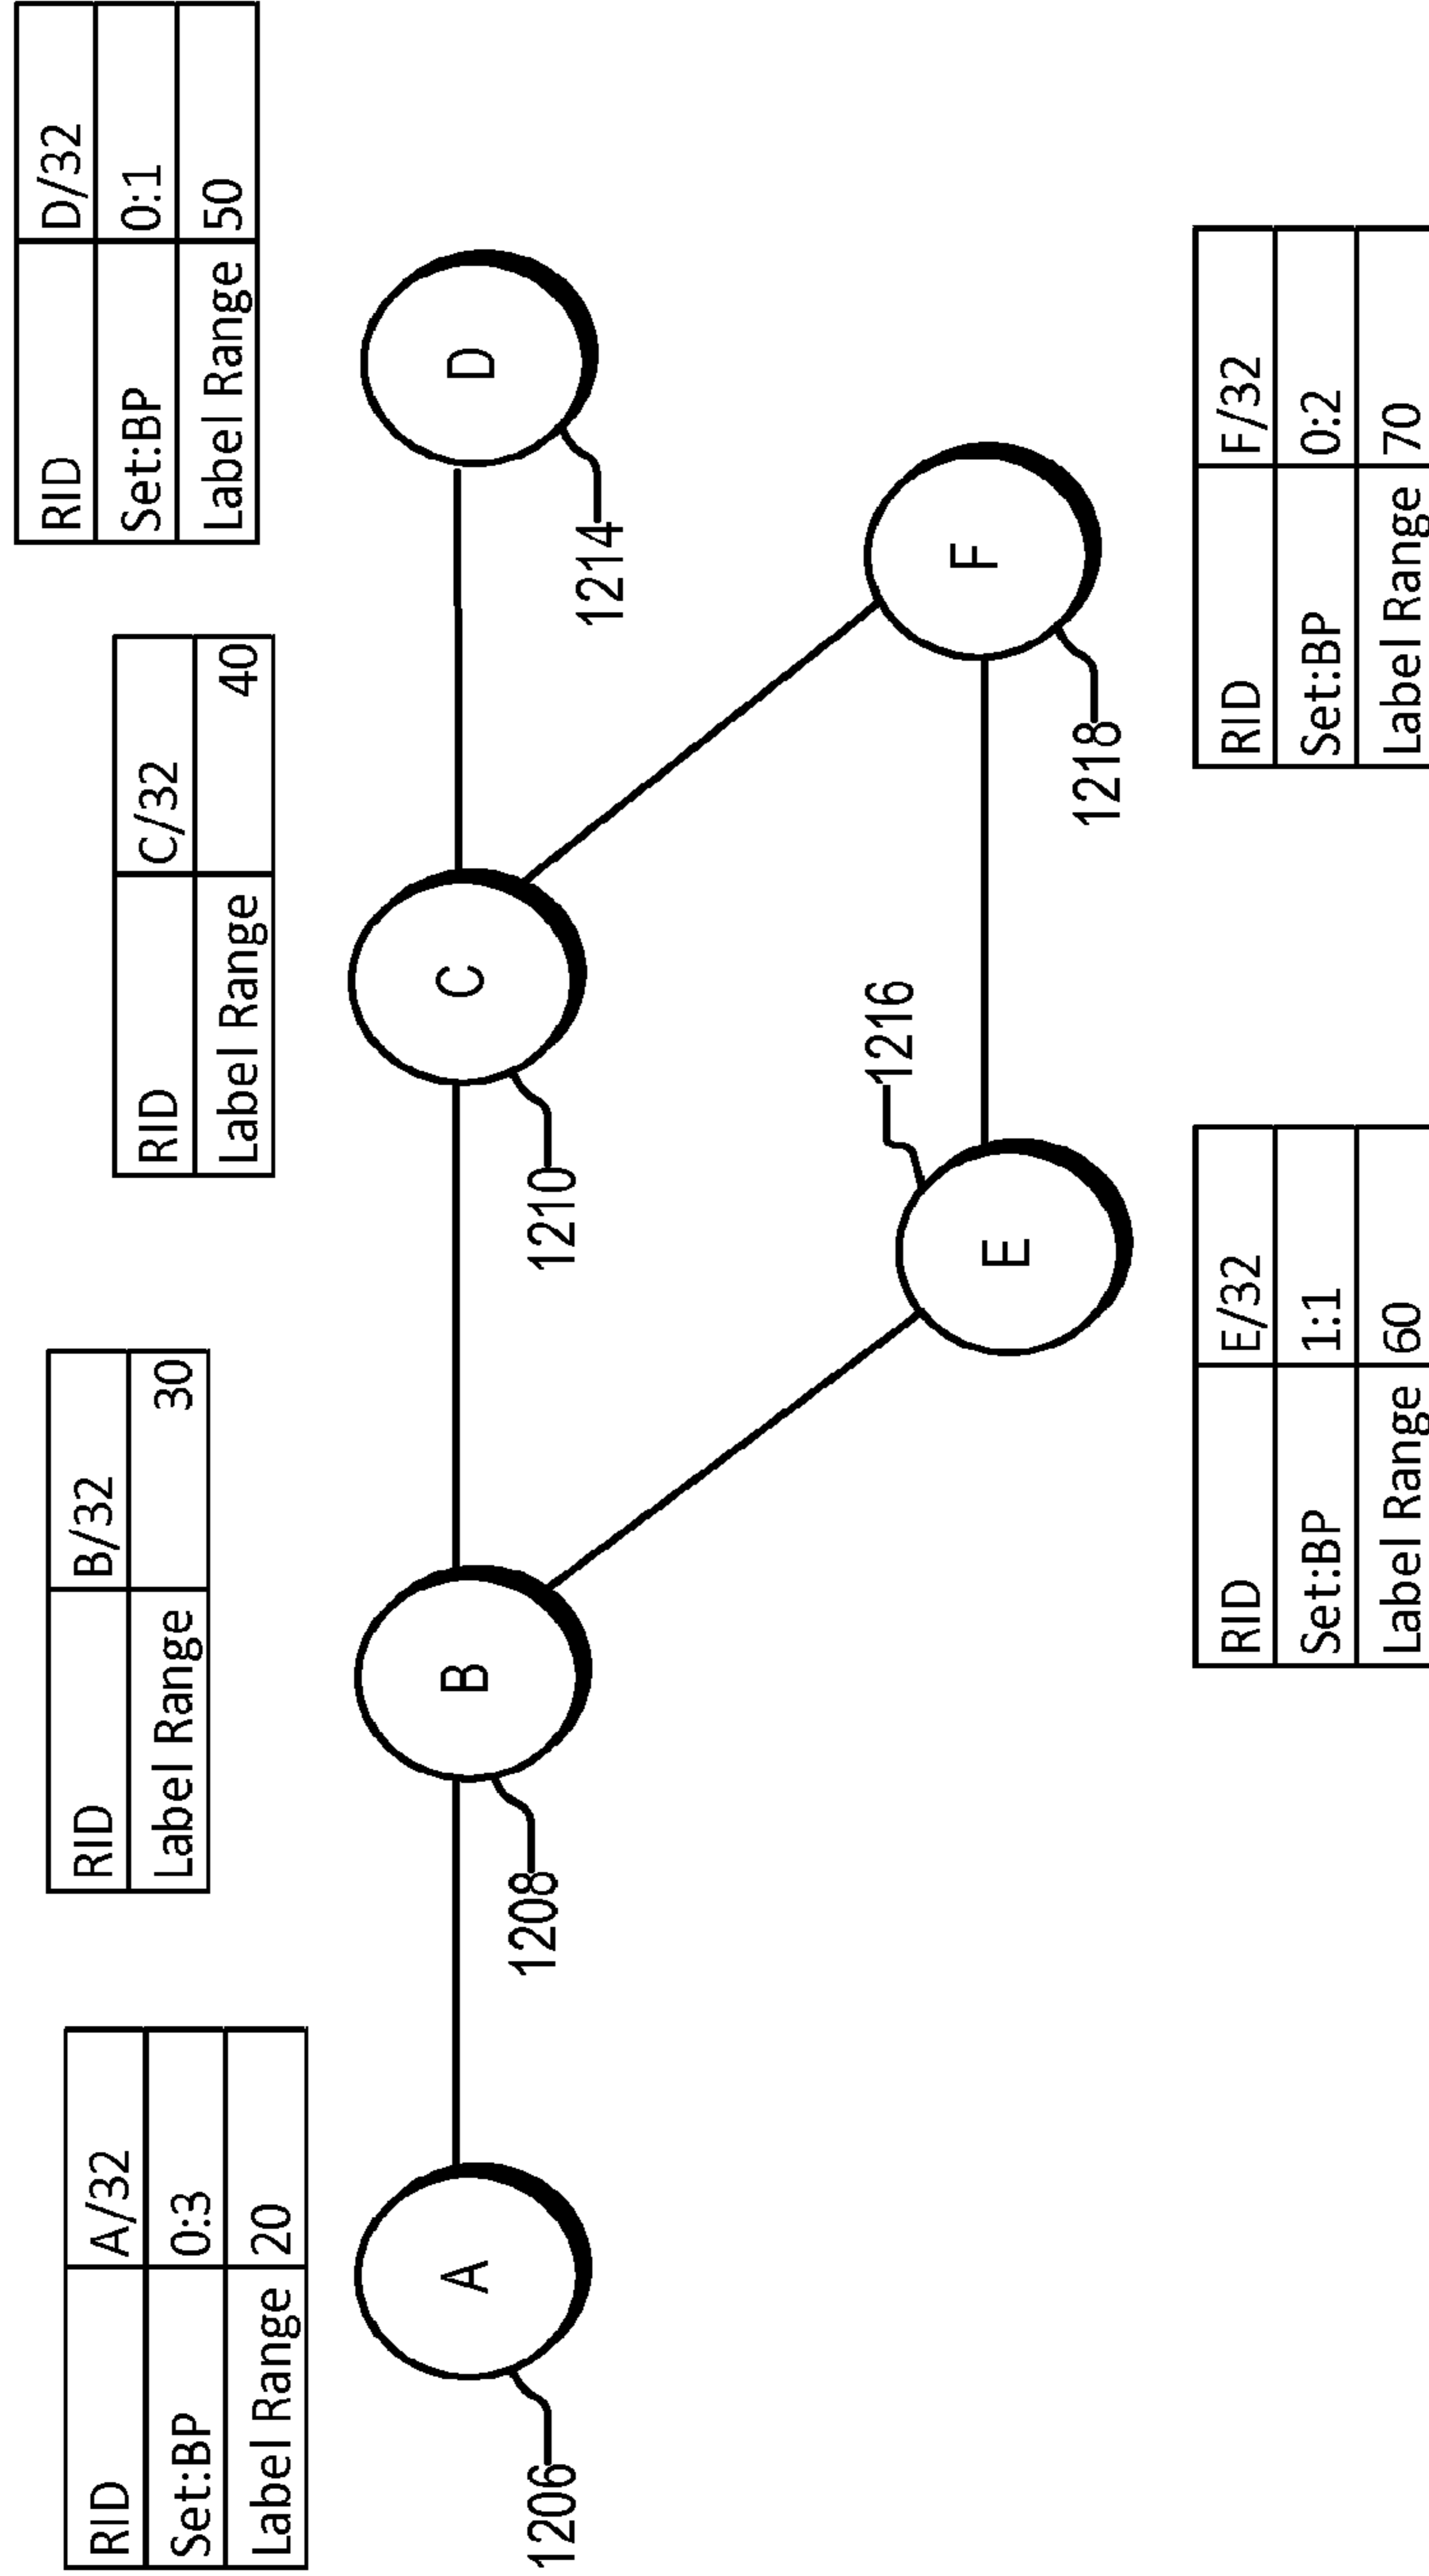 RID A/32
Set:BP 0:3
Label Range 20
RID B/32
Label Range 30
RID C/32
Label Range 40
RID D/32
Set:BP 0:1
Label Range 50
A
B
C
D
1206
1208
1210
1214
1216
E
F
1218
RID E/32
Set:BP 1:1
Label Range 60
RID F/32
Set:BP 0:2
Label Range 70